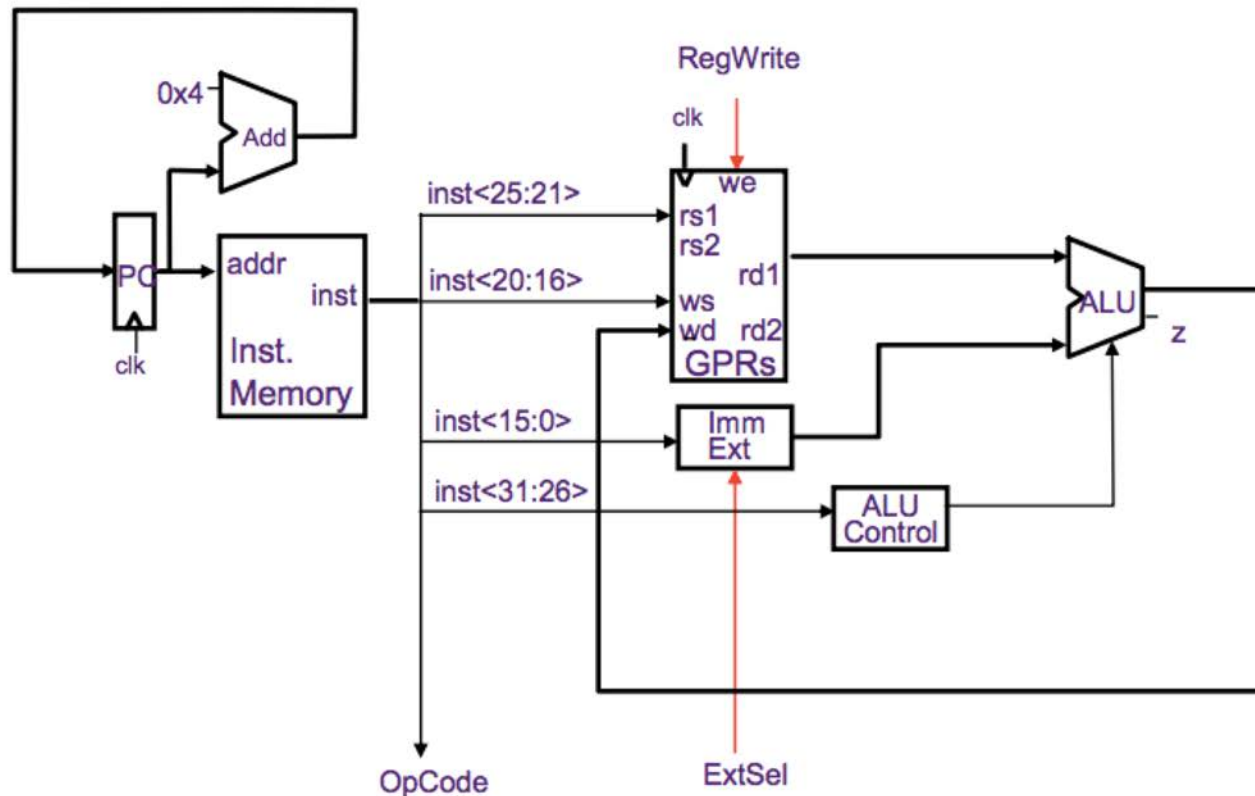 RegWrite
0x4
Add
clk
we
inst<25:21>
rs1
rs2
PC
addr
inst
rd1
inst<20:16>
ws
ALU
wd
rd2
z
clk
Inst.
Memory
GPRs
inst<15:0>
Imm
Ext
inst<31:26>
ALU
Control
OpCode
ExtSel